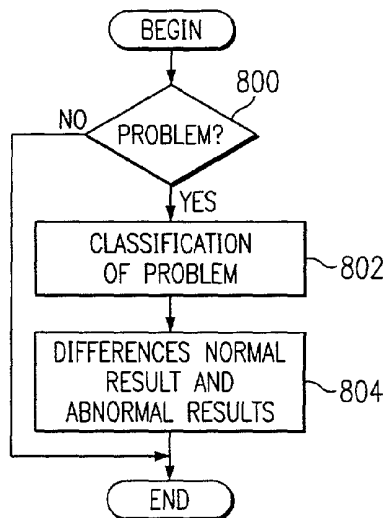 BEGIN
800
NO
PROBLEM?
YES
CLASSIFICATION
OF PROBLEM
802
DIFFERENCES NORMAL
RESULT AND
ABNORMAL RESULTS
804
END